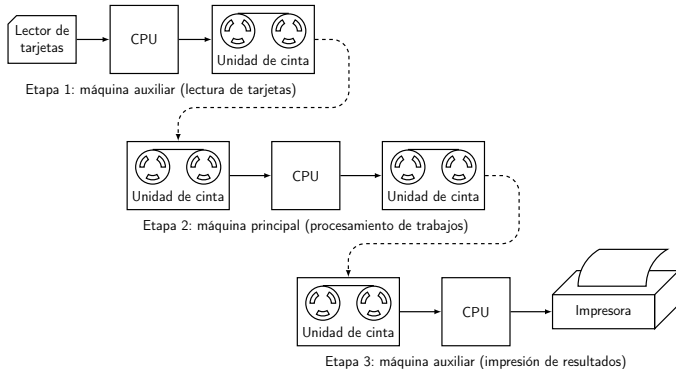 Lector de
tarjetas
CPU
Unidad de cinta
Etapa 1: máquina auxiliar (lectura de tarjetas)
Unidad de cinta
CPU
Unidad de cinta
Etapa 2: máquina principal (procesamiento de trabajos)
Unidad de cinta
CPU
Impresora
Etapa 3: máquina auxiliar (impresión de resultados)